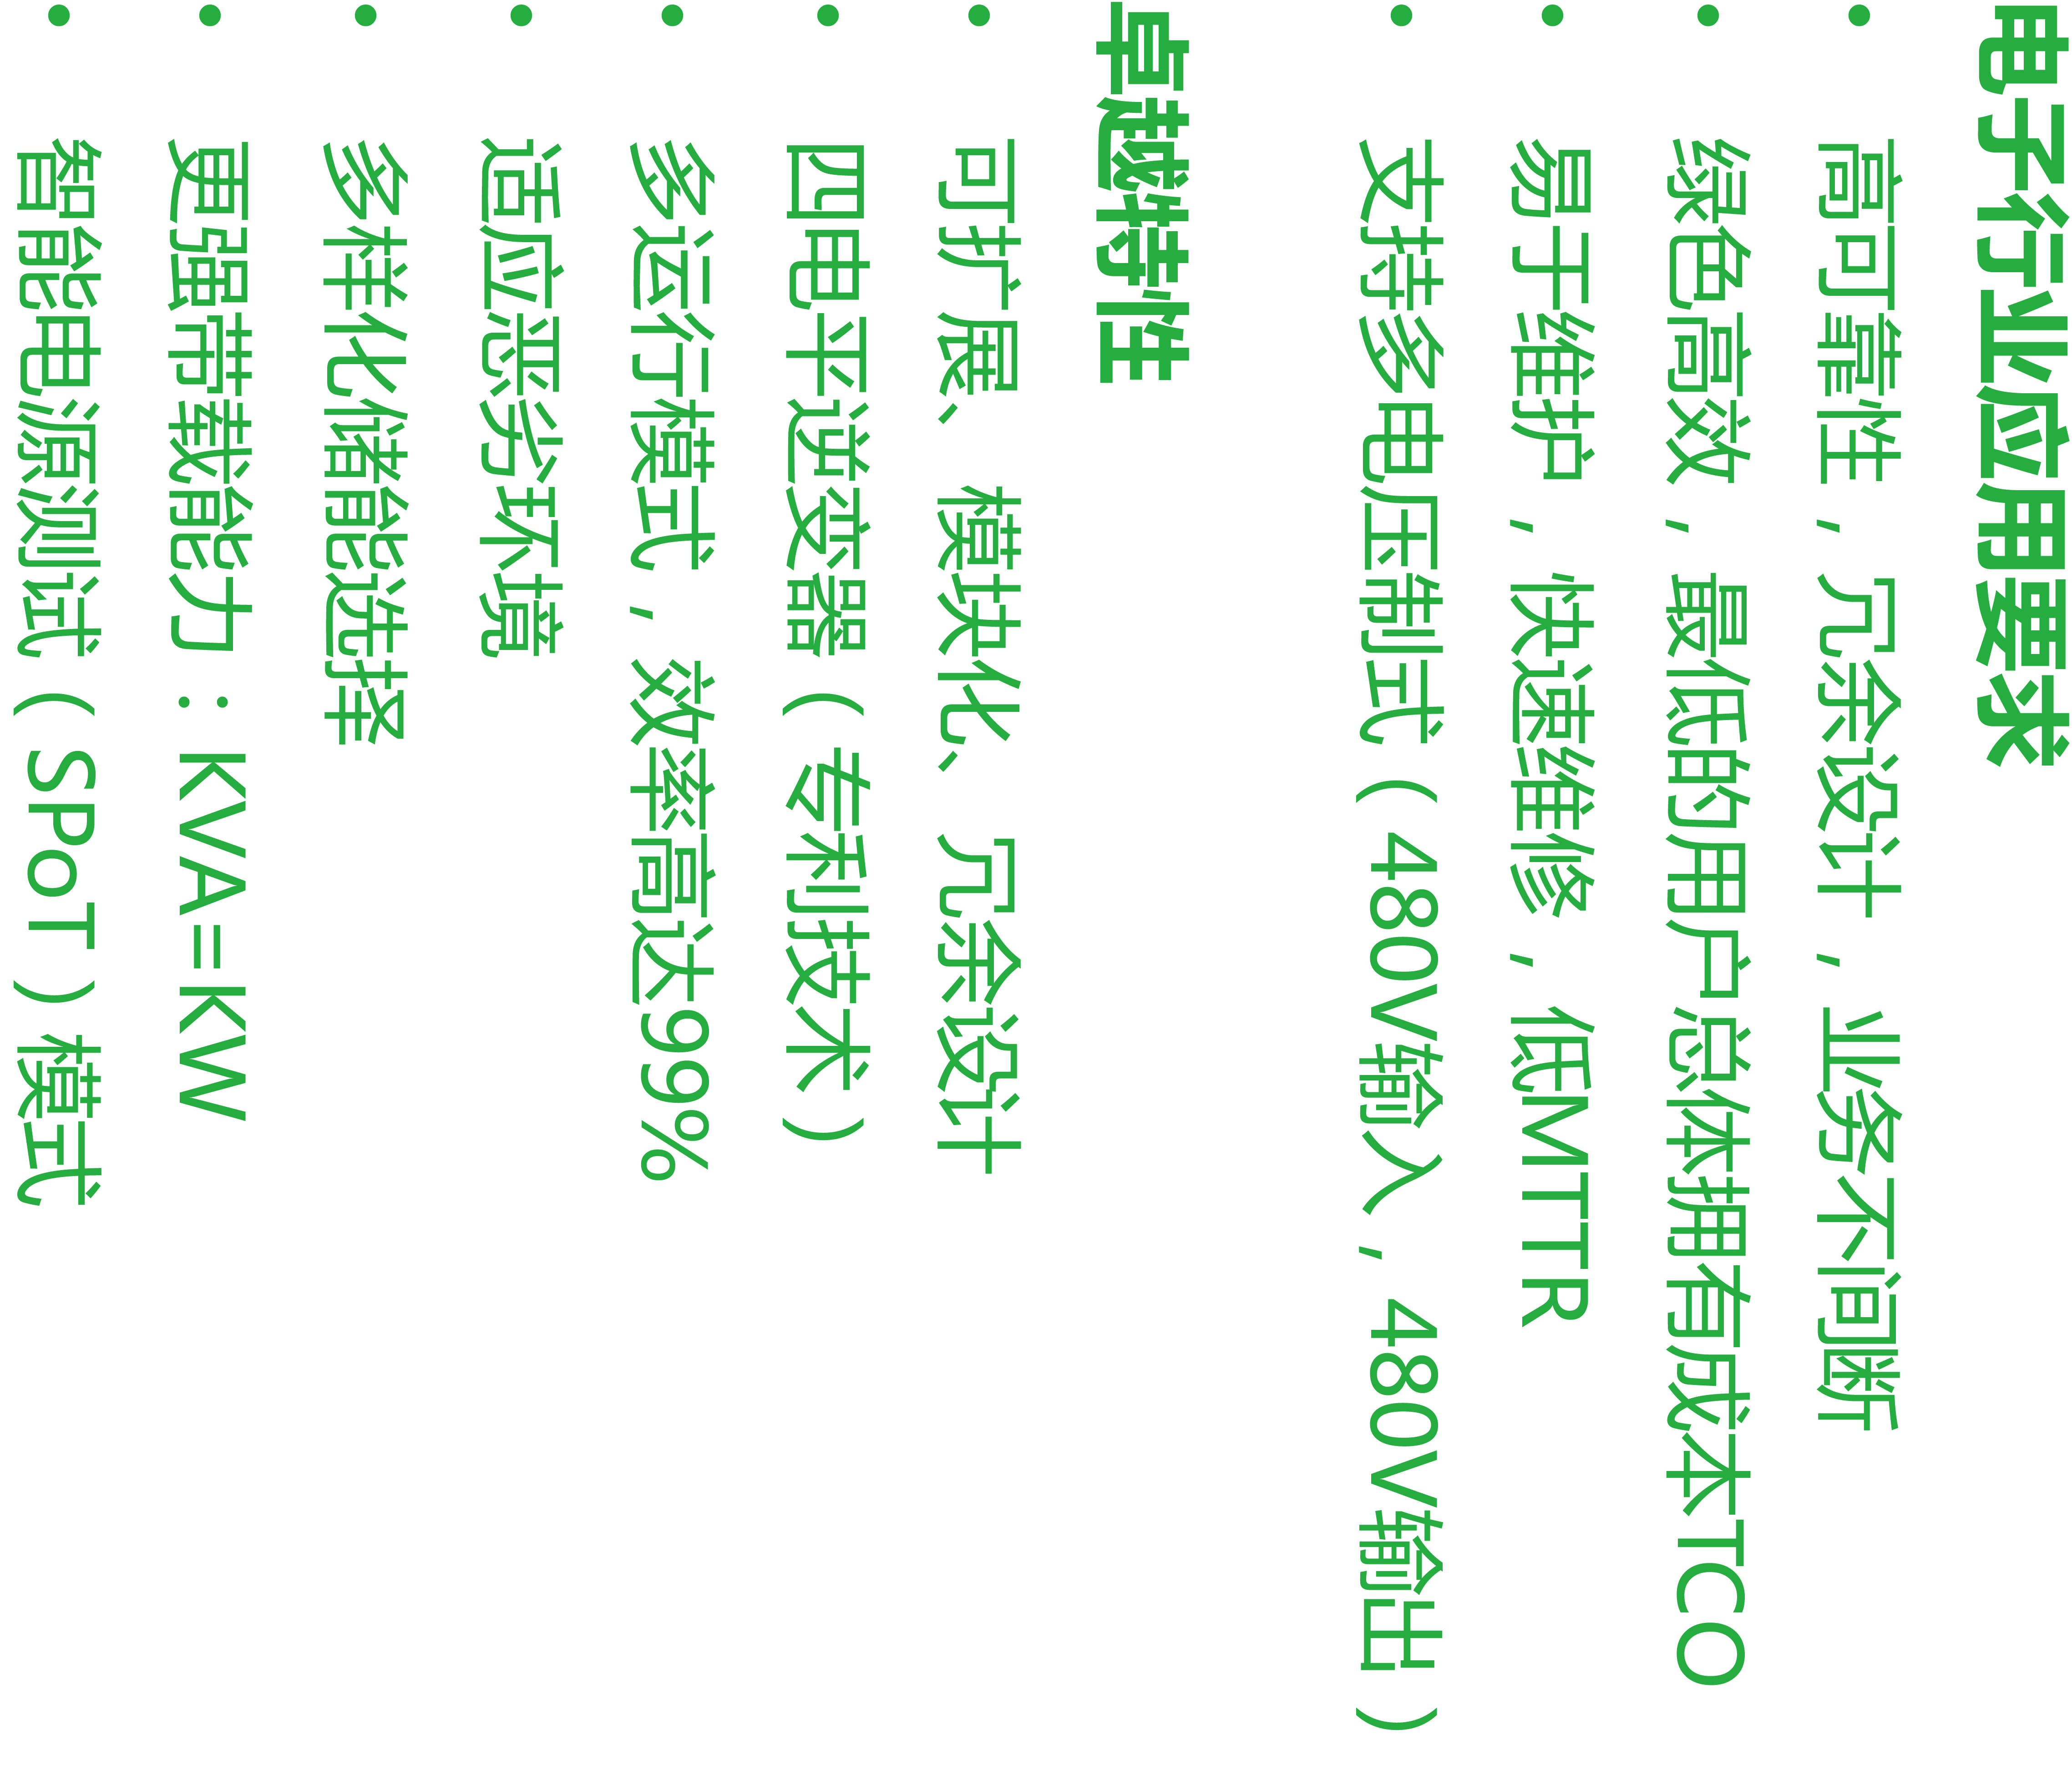 电子行业应用要求
• 高可靠性，冗余设计，业务不间断
• 绿色高效，最低的用户总体拥有成本TCO
• 易于维护，快速维修，低MTTR
• 支持多电压制式（480V输入，480V输出）
卓越特性
• 可扩展、模块化、冗余设计
• 四电平逆变器（专利技术）
• 多运行模式，效率高达99%
• 适应恶劣环境
• 多样化储能选择
• 超强带载能力：KVA=KW
• 智能电源测试（SPoT）模式